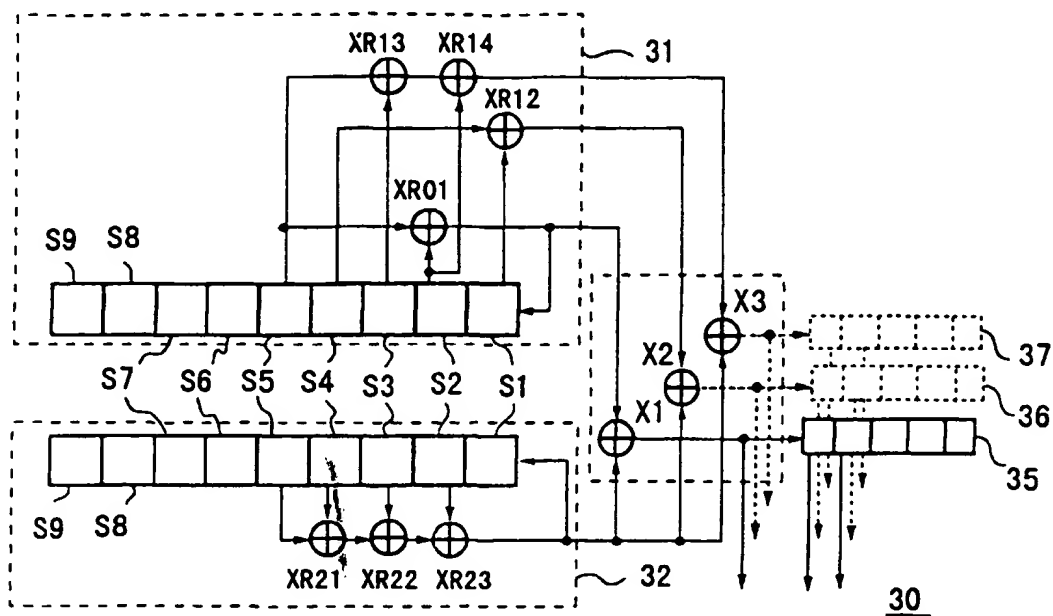 XR13 XR14
31
XR12
XR01
S9 S8
X3
37
X2
S7 S6 S5 S4 S3 S2 S1
X1
36
35
S9 S8
XR21 XR22 XR23
32
30